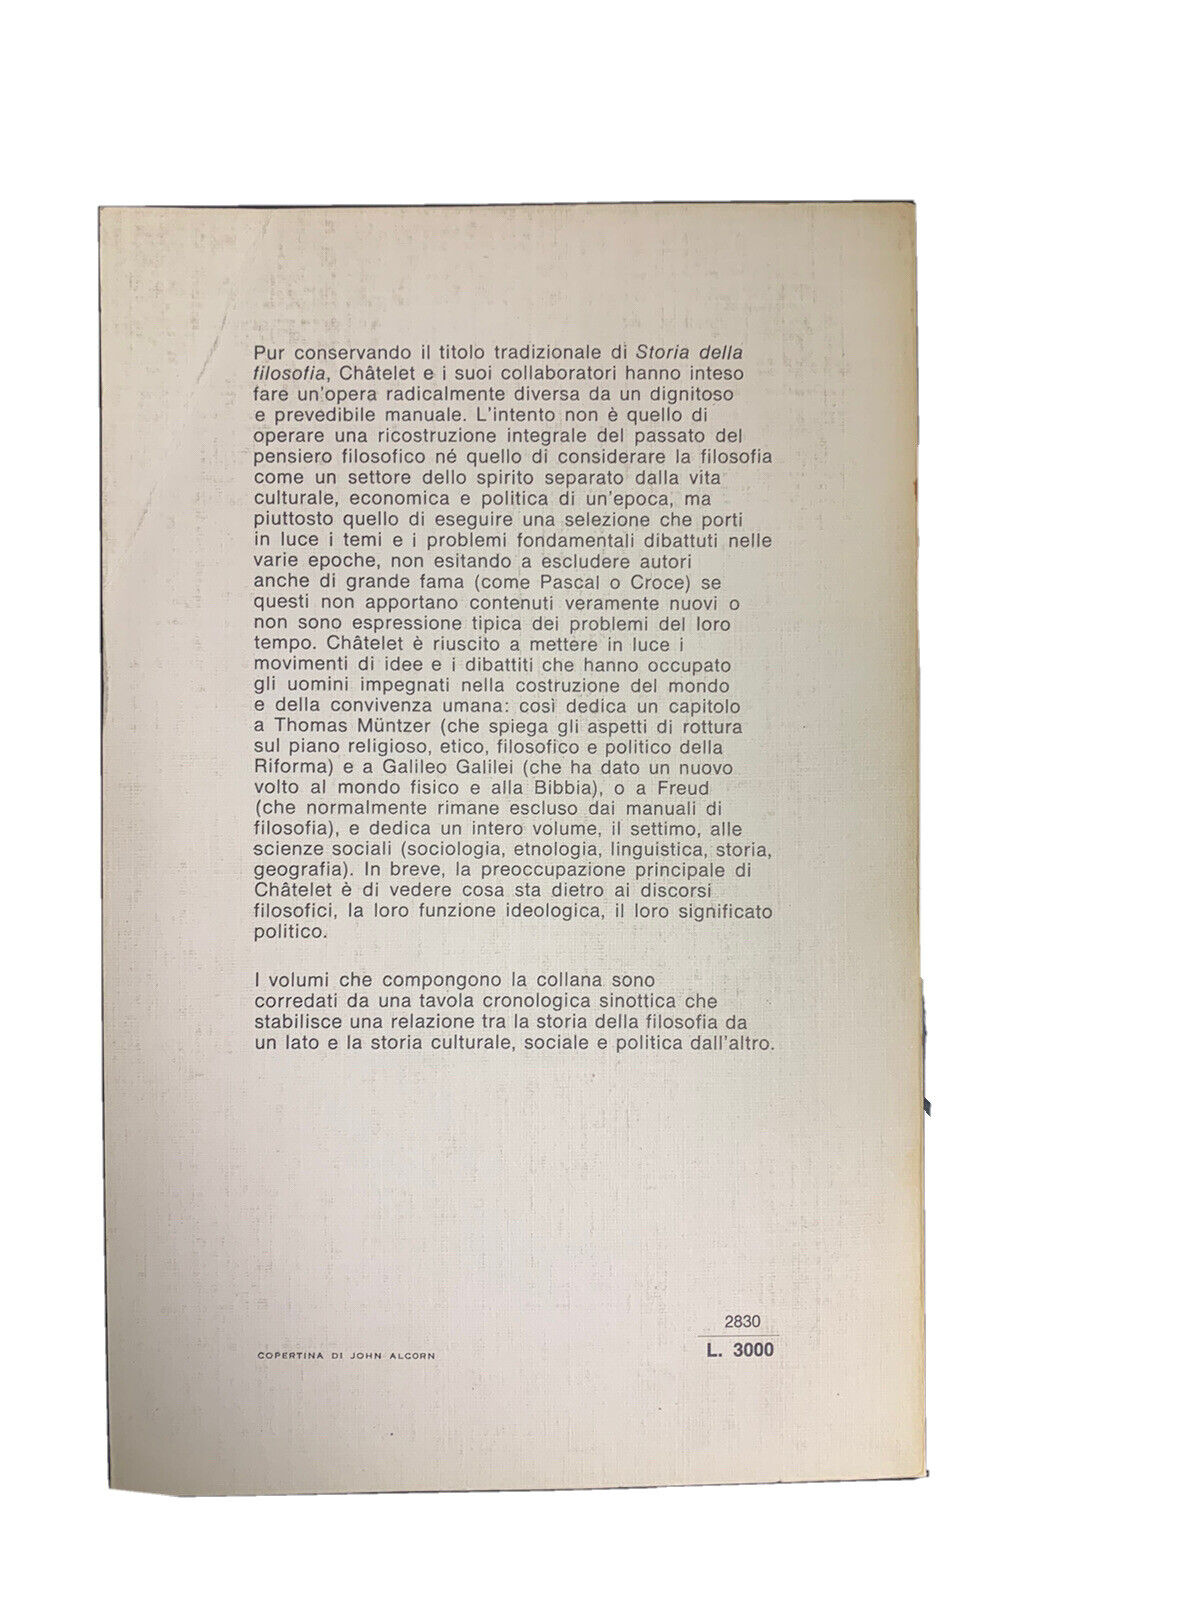 Pur conservando il titolo tradizionale di Storia della
filosofia, Châtelet e i suoi collaboratori hanno inteso
fare un'opera radicalmente diversa da un dignitoso
e prevedibile manuale. L'intento non è quello di
operare una ricostruzione integrale del passato del
pensiero filosofico né quello di considerare la filosofia
come un settore dello spirito separato dalla vita
culturale, economica e politica di un'epoca, ma
piuttosto quello di eseguire una selezione che porti
in luce i temi e i problemi fondamentali dibattuti nelle
varie epoche, non esitando a escludere autori
anche di grande fama (come Pascal o Croce) se
questi non apportano contenuti veramente nuovi o
non sono espressione tipica dei problemi del loro
tempo. Châtelet è riuscito a mettere in luce i
movimenti di idee e i dibattiti che hanno occupato
gli uomini impegnati nella costruzione del mondo
e della convivenza umana: così dedica un capitolo
a Thomas Müntzer (che spiega gli aspetti di rottura
sul piano religioso, etico, filosofico e politico della
Riforma) e a Galileo Galilei (che ha dato un nuovo
volto al mondo fisico e alla Bibbia), o a Freud
(che normalmente rimane escluso dai manuali di
filosofia), e dedica un intero volume, il settimo, alle
scienze sociali (sociologia, etnologia, linguistica, storia,
geografia). In breve, la preoccupazione principale di
Châtelet è di vedere cosa sta dietro ai discorsi
filosofici, la loro funzione ideologica, il loro significato
politico.
I volumi che compongono la collana sono
corredati da una tavola cronologica sinottica che
stabilisce una relazione tra la storia della filosofia da
un lato e la storia culturale, sociale e politica dall'altro.
2830
L. 3000
COPERTINA DI JOHN ALCORN